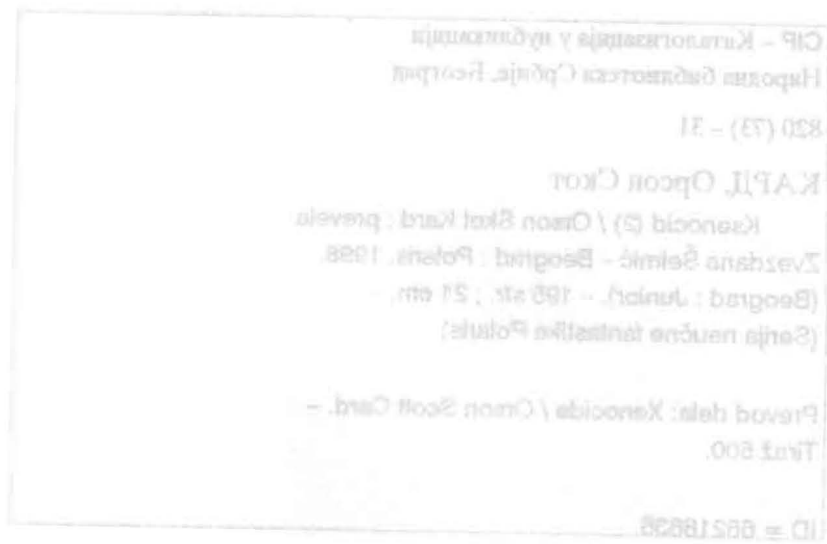 CIP – Каталогизација у публикацији
Народна библиотека Србије, Београд
820 (73) – 31
КАРД, Орсон Скот
Ksenocid (2) / Orson Skot Kard : prevela
Zvezdana Šelmić – Beograd : Polaris, 1998.
(Beograd : Junior). – 195 str. ; 21 cm. –
(Serija naučne fantastike Polaris)
Prevod dela: Xenocide / Orson Scott Card. –
Tiraž 500.
ID = 66218636